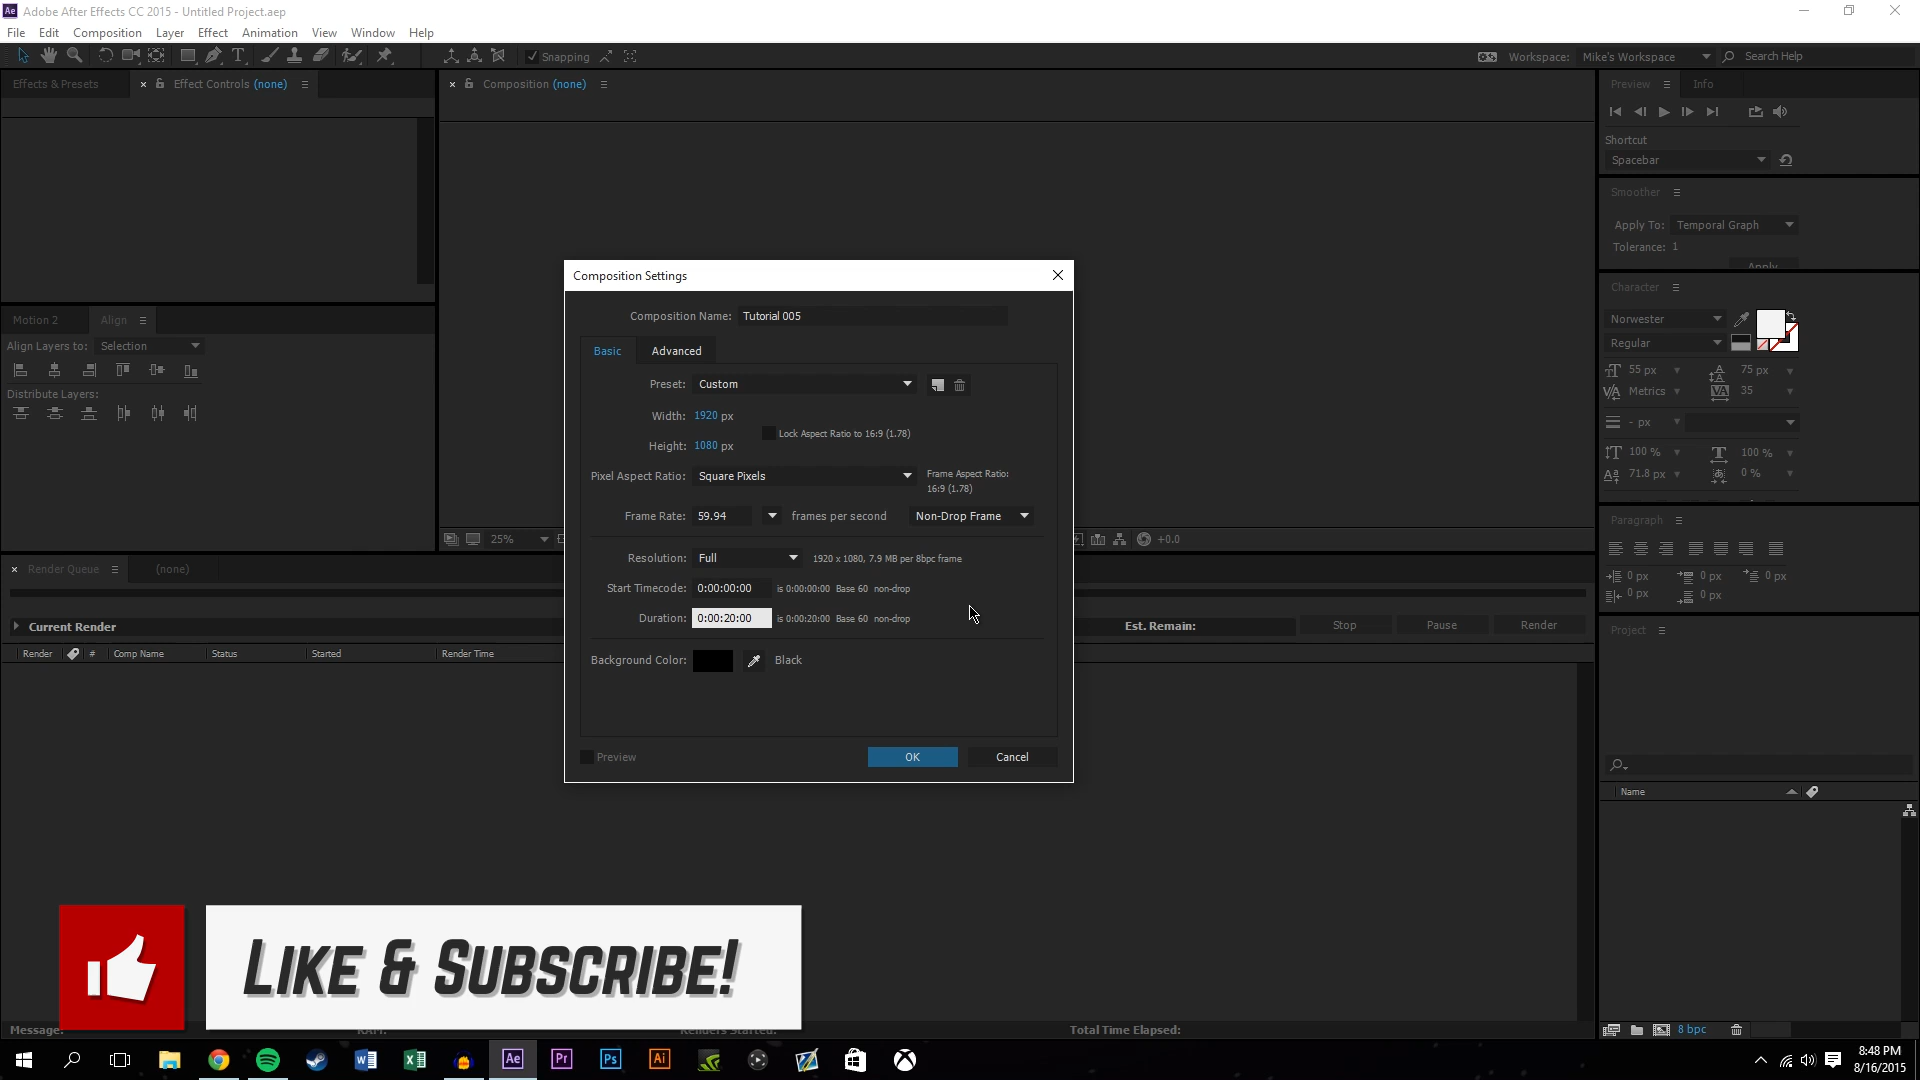 Ae Adobe After Effects CC 2015 - Untitled Project.aep
File Edit Composition Layer Effect Animation View Window Help
Snapping Workspace: Mike's Workspace Search Help
Effects & Presets × Effect Controls (none) × Composition (none) Preview Info
Shortcut
Spacebar
Smoother
Apply To: Temporal Graph
Tolerance: 1
Apply
Character
Norwester
Regular
55 px 75 px
Metrics 35
- px
100 % 100 %
71.8 px 0 %
Paragraph
0 px 0 px 0 px
0 px 0 px
Project
Name
8 bpc
Motion 2 Align
Align Layers to: Selection
Distribute Layers:
Composition Settings
Composition Name: Tutorial 005
Basic Advanced
Preset: Custom
Width: 1920 px
Lock Aspect Ratio to 16:9 (1.78)
Height: 1080 px
Pixel Aspect Ratio: Square Pixels Frame Aspect Ratio:
16:9 (1.78)
Frame Rate: 59.94 frames per second Non-Drop Frame
Resolution: Full 1920 x 1080, 7.9 MB per 8bpc frame
Start Timecode: 0:00:00:00 is 0:00:00:00 Base 60 non-drop
Duration: 0:00:20:00 is 0:00:20:00 Base 60 non-drop
Background Color: Black
Preview OK Cancel
25% +0.0
× Render Queue (none)
Current Render Est. Remain: Stop Pause Render
Render # Comp Name Status Started Render Time
LIKE & SUBSCRIBE!
Message: RAM: Renders Started: Total Time Elapsed:
Ae Pr Ps Ai
8:48 PM
8/16/2015